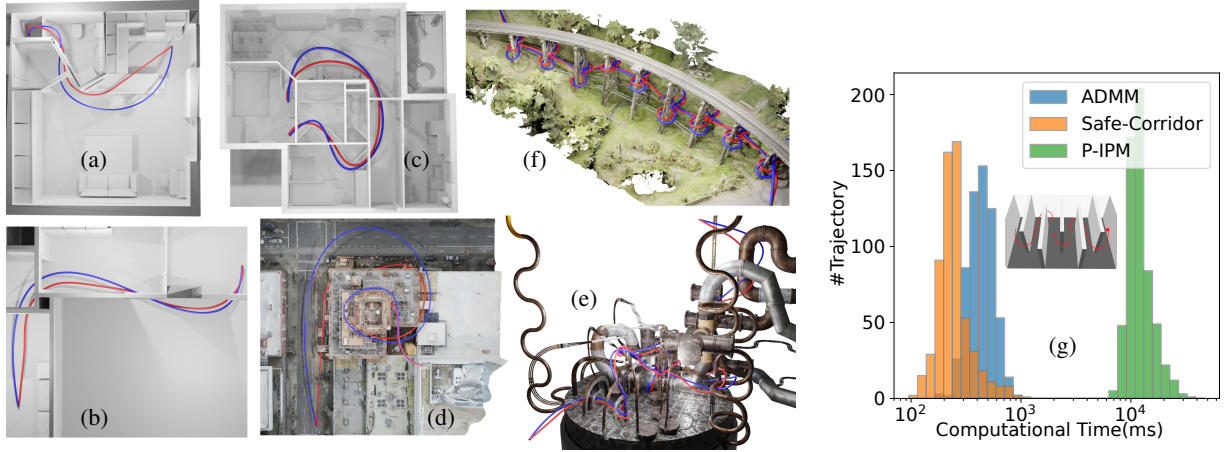 (a)
(b)
(c)
(d)
(e)
(f)
(g)
#Trajectory
200
150
100
50
0
ADMM
Safe-Corridor
P-IPM
10²
10³
10⁴
Computational Time(ms)